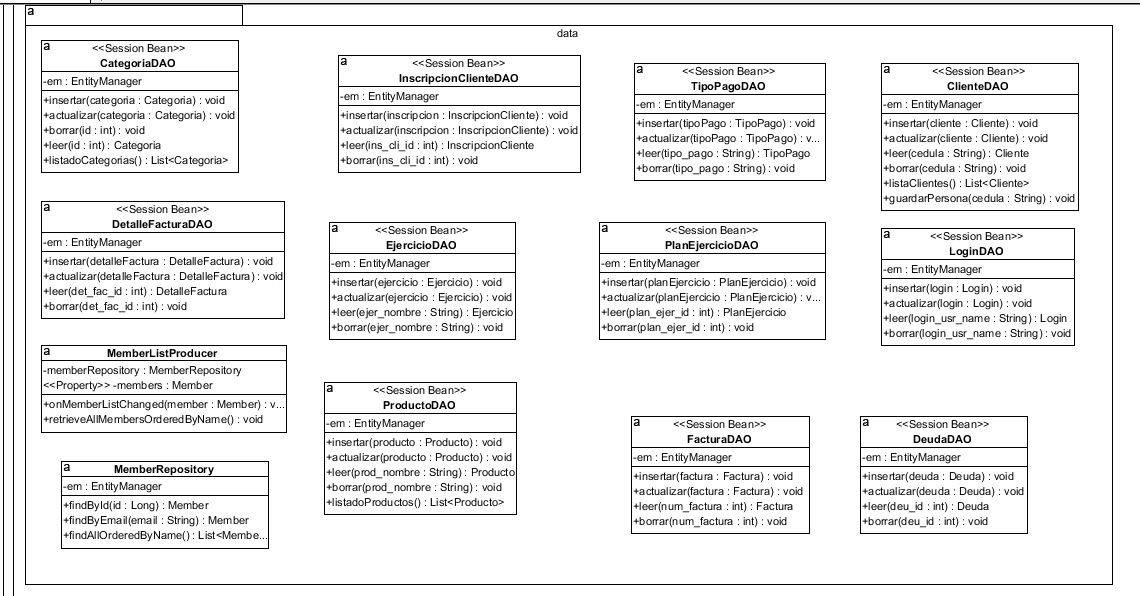 a
data
a
<<Session Bean>>
CategoriaDAO
-em : EntityManager
+insertar(categoria : Categoria) : void
+actualizar(categoria : Categoria) : void
+borrar(id : int) : void
+leer(id : int) : Categoria
+listadoCategorias() : List<Categoria>
a
<<Session Bean>>
InscripcionClienteDAO
-em : EntityManager
+insertar(inscripcion : InscripcionCliente) : void
+actualizar(inscripcion : InscripcionCliente) : void
+leer(ins_cli_id : int) : InscripcionCliente
+borrar(ins_cli_id : int) : void
a
<<Session Bean>>
TipoPagoDAO
-em : EntityManager
+insertar(tipoPago : TipoPago) : void
+actualizar(tipoPago : TipoPago) : v...
+leer(tipo_pago : String) : TipoPago
+borrar(tipo_pago : String) : void
a
<<Session Bean>>
ClienteDAO
-em : EntityManager
+insertar(cliente : Cliente) : void
+actualizar(cliente : Cliente) : void
+leer(cedula : String) : Cliente
+borrar(cedula : String) : void
+listaClientes() : List<Cliente>
+guardarPersona(cedula : String) : void
a
<<Session Bean>>
DetalleFacturaDAO
-em : EntityManager
+insertar(detalleFactura : DetalleFactura) : void
+actualizar(detalleFactura : DetalleFactura) : void
+leer(det_fac_id : int) : DetalleFactura
+borrar(det_fac_id : int) : void
a
<<Session Bean>>
EjercicioDAO
-em : EntityManager
+insertar(ejercicio : Ejercicio) : void
+actualizar(ejercicio : Ejercicio) : void
+leer(ejer_nombre : String) : Ejercicio
+borrar(ejer_nombre : String) : void
a
<<Session Bean>>
PlanEjercicioDAO
-em : EntityManager
+insertar(planEjercicio : PlanEjercicio) : void
+actualizar(planEjercicio : PlanEjercicio) : v...
+leer(plan_ejer_id : int) : PlanEjercicio
+borrar(plan_ejer_id : int) : void
a
<<Session Bean>>
LoginDAO
-em : EntityManager
+insertar(login : Login) : void
+actualizar(login : Login) : void
+leer(login_usr_name : String) : Login
+borrar(login_usr_name : String) : void
a
MemberListProducer
-memberRepository : MemberRepository
<<Property>> -members : Member
+onMemberListChanged(member : Member) : v...
+retrieveAllMembersOrderedByName() : void
a
<<Session Bean>>
ProductoDAO
-em : EntityManager
+insertar(producto : Producto) : void
+actualizar(producto : Producto) : void
+leer(prod_nombre : String) : Producto
+borrar(prod_nombre : String) : void
+listadoProductos() : List<Producto>
a
<<Session Bean>>
FacturaDAO
-em : EntityManager
+insertar(factura : Factura) : void
+actualizar(factura : Factura) : void
+leer(num_factura : int) : Factura
+borrar(num_factura : int) : void
a
<<Session Bean>>
DeudaDAO
-em : EntityManager
+insertar(deuda : Deuda) : void
+actualizar(deuda : Deuda) : void
+leer(deu_id : int) : Deuda
+borrar(deu_id : int) : void
a
MemberRepository
-em : EntityManager
+findById(id : Long) : Member
+findByEmail(email : String) : Member
+findAllOrderedByName() : List<Membe...